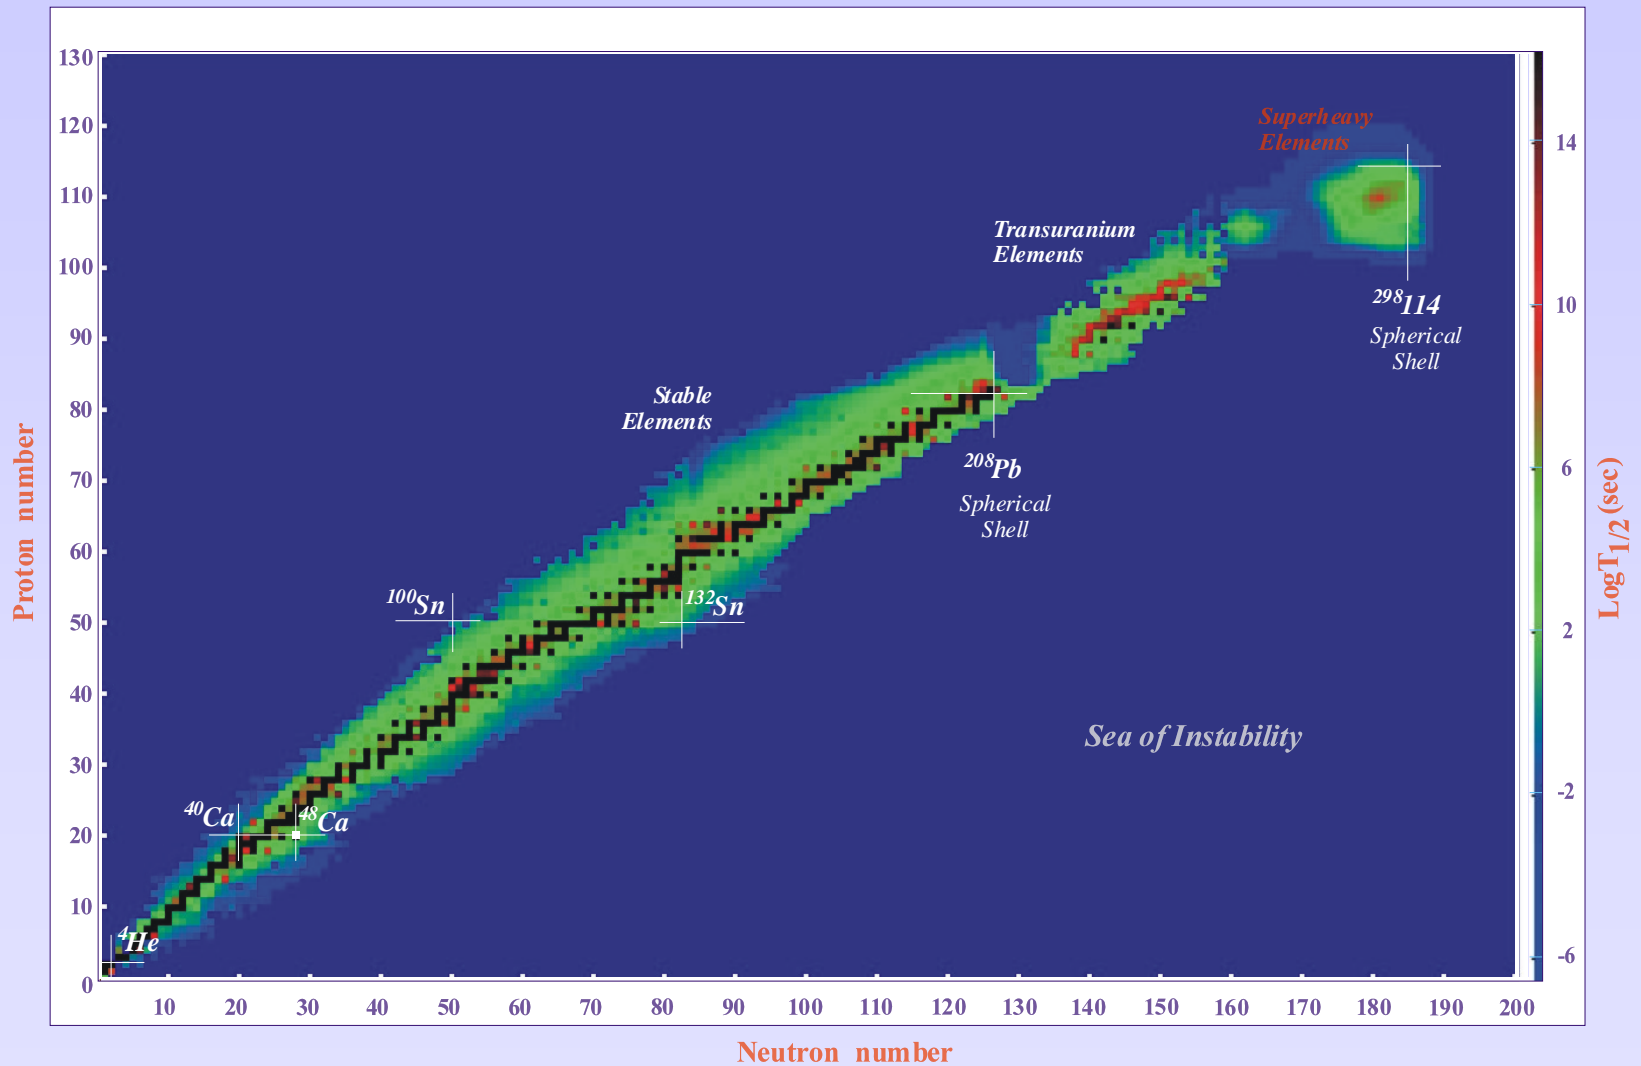 130
120
110
100
90
80
70
60
50
40
30
20
10
0
Proton number
10 20 30 40 50 60 70 80 90 100 110 120 130 140 150 160 170 180 190 200
Neutron number
Superheavy
Elements
Transuranium
Elements
298114
Spherical
Shell
Stable
Elements
208Pb
Spherical
Shell
100Sn
132Sn
Sea of Instability
40Ca
48Ca
4He
14
10
6
2
-2
-6
LogT1/2(sec)